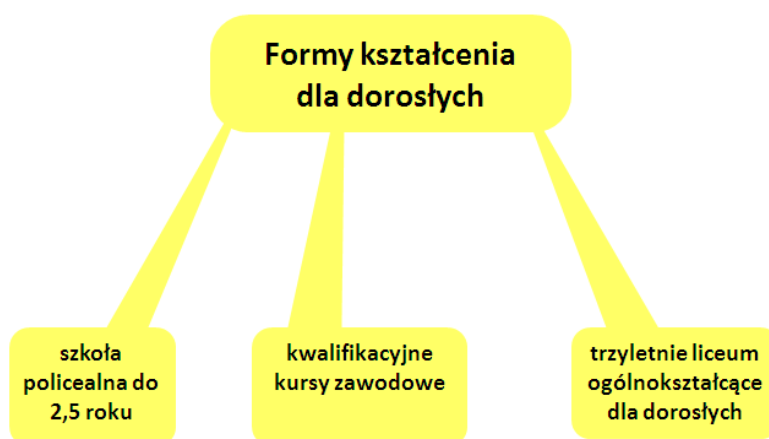 Formy kształcenia
dla dorosłych
szkoła
policealna do
2,5 roku
kwalifikacyjne
kursy zawodowe
trzyletnie liceum
ogólnokształcące
dla dorosłych